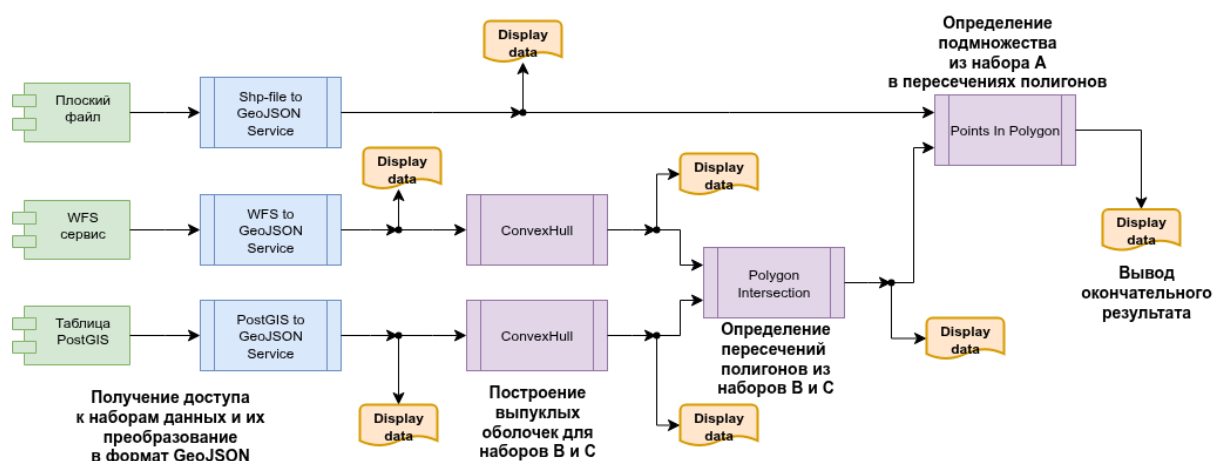 Display
data
Определение
подмножества
из набора А
в пересечениях полигонов
Плоский
файл
Shp-file to
GeoJSON
Service
Points In Polygon
Display
data
Display
data
WFS
сервис
WFS to
GeoJSON
Service
ConvexHull
Display
data
Вывод
окончательного
результата
Polygon
Intersection
Таблица
PostGIS
PostGIS to
GeoJSON
Service
ConvexHull
Определение
пересечений
полигонов из
наборов В и С
Display
data
Получение доступа
к наборам данных и их
преобразование
в формат GeoJSON
Display
data
Построение
выпуклых
оболочек для
наборов В и С
Display
data